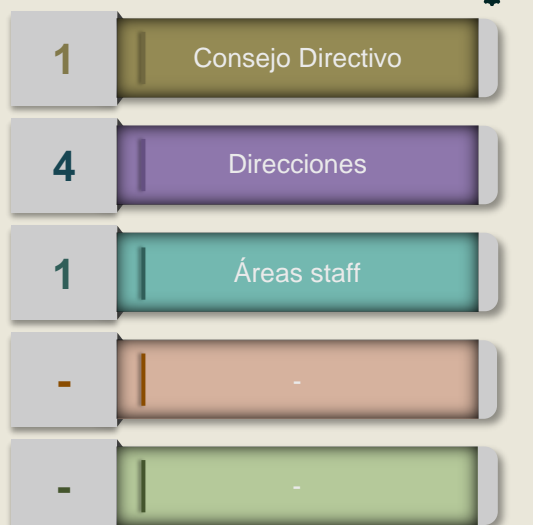 1 Consejo Directivo
4 Direcciones
1 Áreas staff
- -
- -